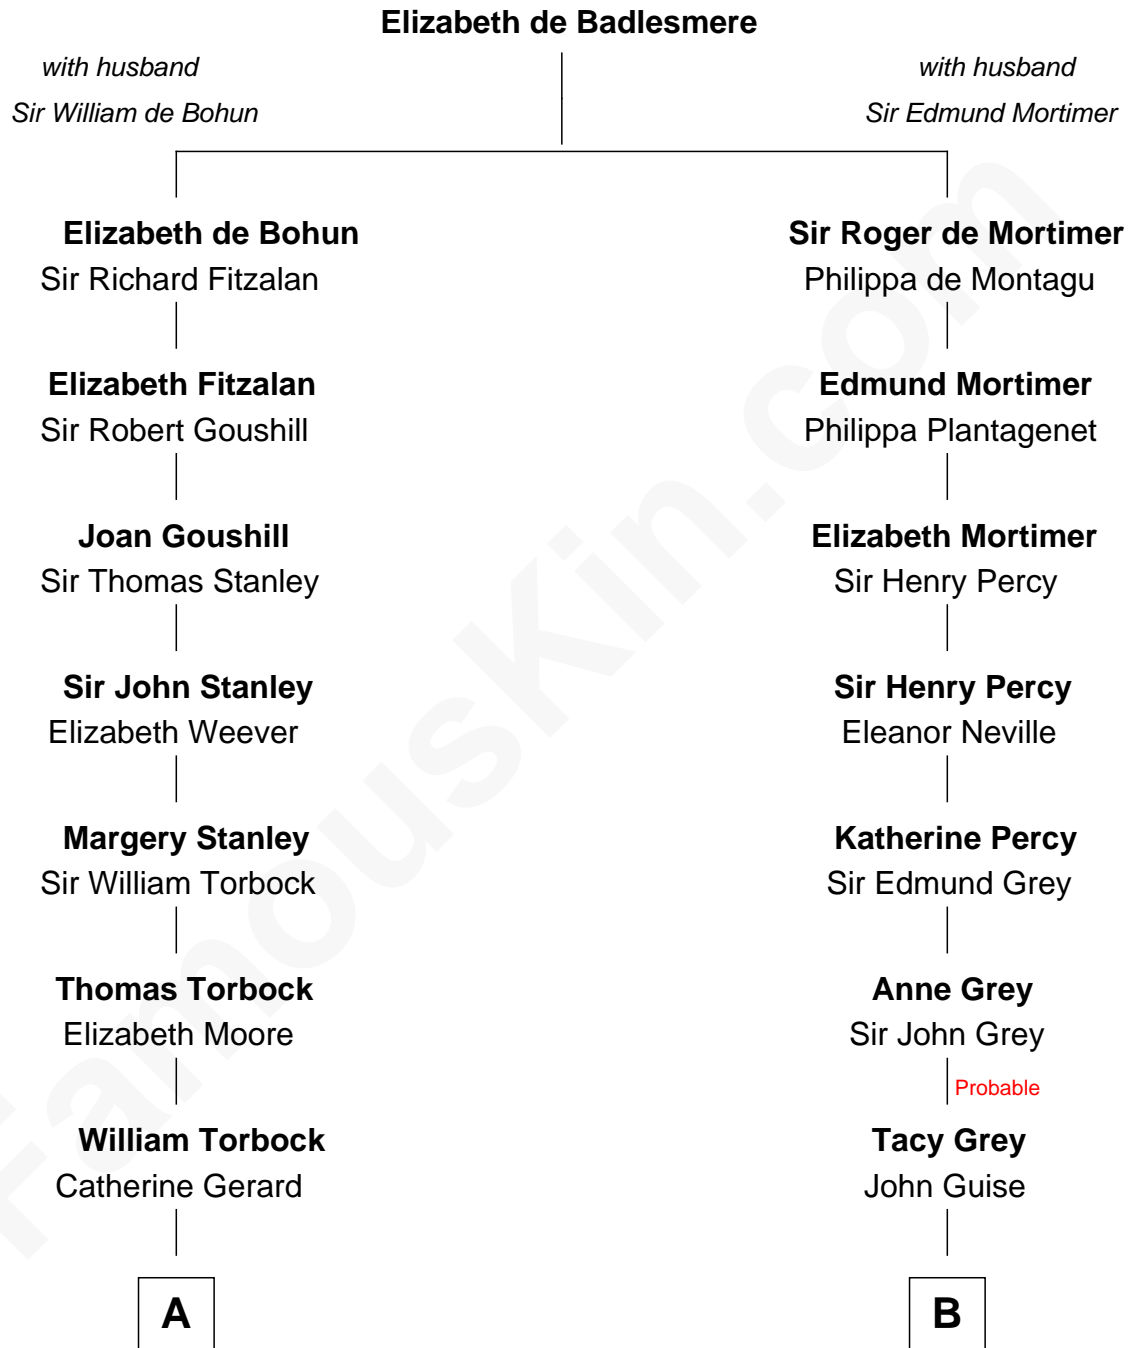 Elizabeth de Badlesmere
with husband
Sir William de Bohun
with husband
Sir Edmund Mortimer
Elizabeth de Bohun
Sir Richard Fitzalan
Sir Roger de Mortimer
Philippa de Montagu
Elizabeth Fitzalan
Sir Robert Goushill
Edmund Mortimer
Philippa Plantagenet
Joan Goushill
Sir Thomas Stanley
Elizabeth Mortimer
Sir Henry Percy
Sir John Stanley
Elizabeth Weever
Sir Henry Percy
Eleanor Neville
Margery Stanley
Sir William Torbock
Katherine Percy
Sir Edmund Grey
Thomas Torbock
Elizabeth Moore
Anne Grey
Sir John Grey
Probable
William Torbock
Catherine Gerard
Tacy Grey
John Guise
A
B
FamousKin.com